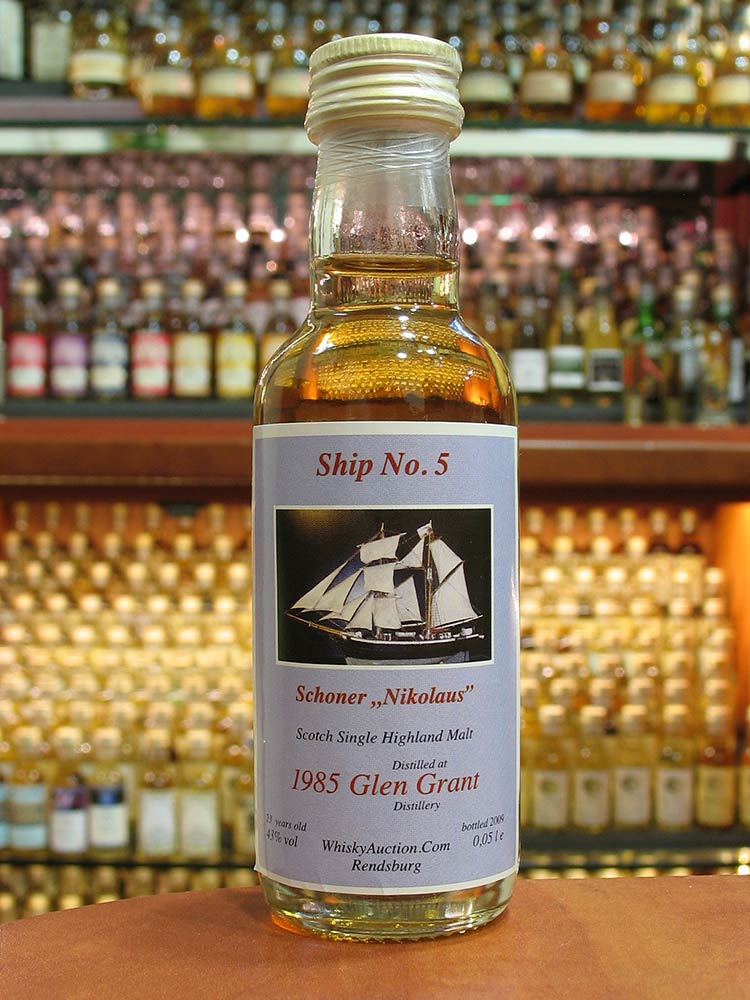 Ship No. 5
Schoner „Nikolaus”
Scotch Single Highland Malt
Distilled at
1985 Glen Grant
Distillery
23 years old
43% vol
bottled 2009
0,05 l e
WhiskyAuction.Com
Rendsburg